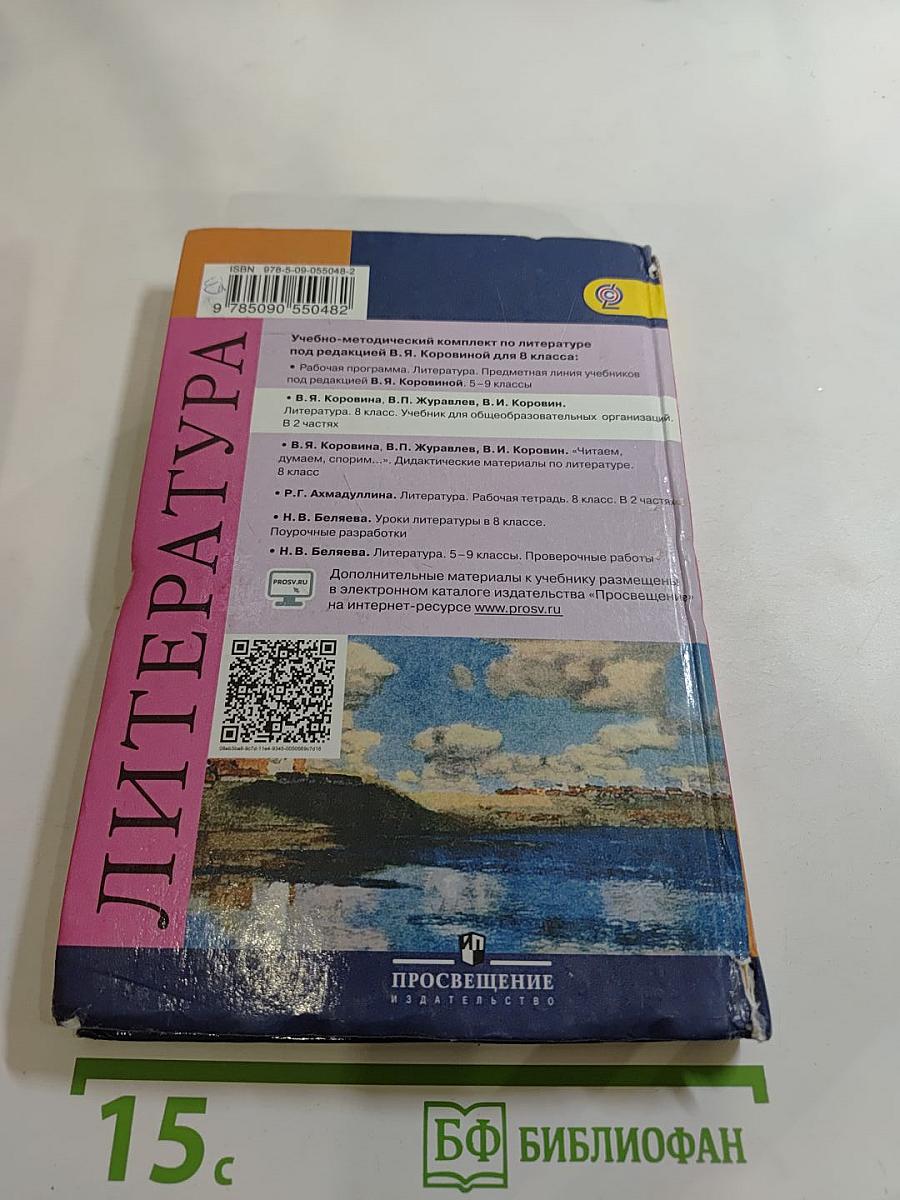 ISBN 978-5-09-055048-2
9 785090 550482
ЛИТЕРАТУРА
Учебно-методический комплект по литературе
под редакцией В.Я. Коровиной для 8 класса:
• Рабочая программа. Литература. Предметная линия учебников
под редакцией В.Я. Коровиной. 5–9 классы
• В.Я. Коровина, В.П. Журавлев, В.И. Коровин.
Литература. 8 класс. Учебник для общеобразовательных организаций.
В 2 частях
• В.Я. Коровина, В.П. Журавлев, В.И. Коровин. «Читаем,
думаем, спорим...». Дидактические материалы по литературе.
8 класс
• Р.Г. Ахмадуллина. Литература. Рабочая тетрадь. 8 класс. В 2 частях
• Н.В. Беляева. Уроки литературы в 8 классе.
Поурочные разработки
• Н.В. Беляева. Литература. 5–9 классы. Проверочные работы
PROSV.RU
Дополнительные материалы к учебнику размещены
в электронном каталоге издательства «Просвещение»
на интернет-ресурсе www.prosv.ru
ИП
ПРОСВЕЩЕНИЕ
ИЗДАТЕЛЬСТВО
15 с
БФ БИБЛИОФАН